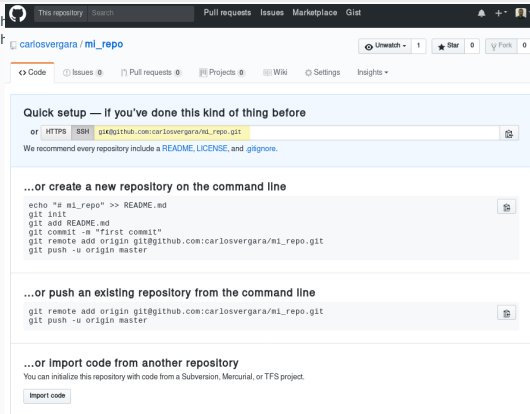 This repository Search Pull requests Issues Marketplace Gist
carlosvergara / mi_repo Unwatch 1 Star 0 Fork 0
Code Issues 0 Pull requests 0 Projects 0 Wiki Settings Insights
Quick setup — if you've done this kind of thing before
or HTTPS SSH git@github.com:carlosvergara/mi_repo.git
We recommend every repository include a README, LICENSE, and .gitignore.
…or create a new repository on the command line
echo "# mi_repo" >> README.md
git init
git add README.md
git commit -m "first commit"
git remote add origin git@github.com:carlosvergara/mi_repo.git
git push -u origin master
…or push an existing repository from the command line
git remote add origin git@github.com:carlosvergara/mi_repo.git
git push -u origin master
…or import code from another repository
You can initialize this repository with code from a Subversion, Mercurial, or TFS project.
Import code